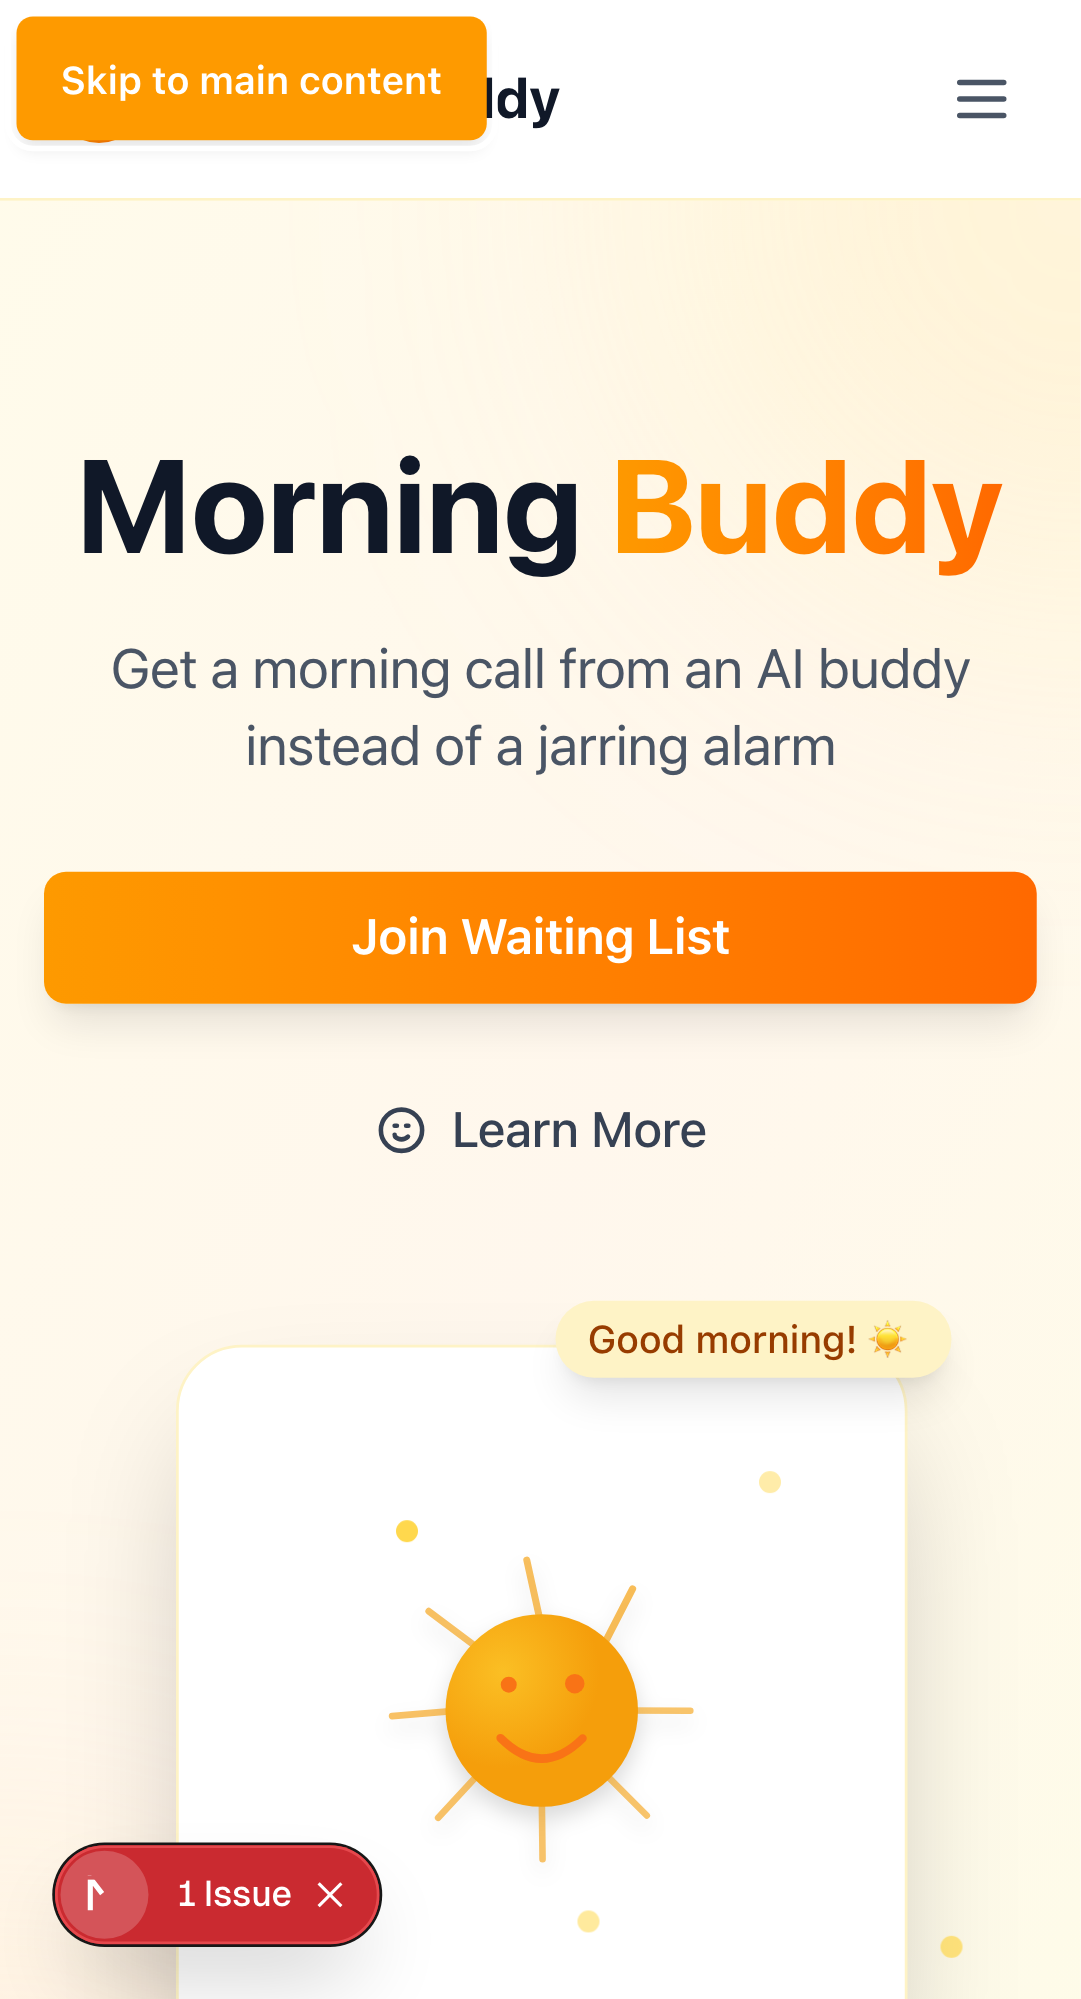 Skip to main content
ddy
Morning Buddy
Get a morning call from an AI buddy
instead of a jarring alarm
Join Waiting List
Learn More
Good morning! ☀️
1 Issue